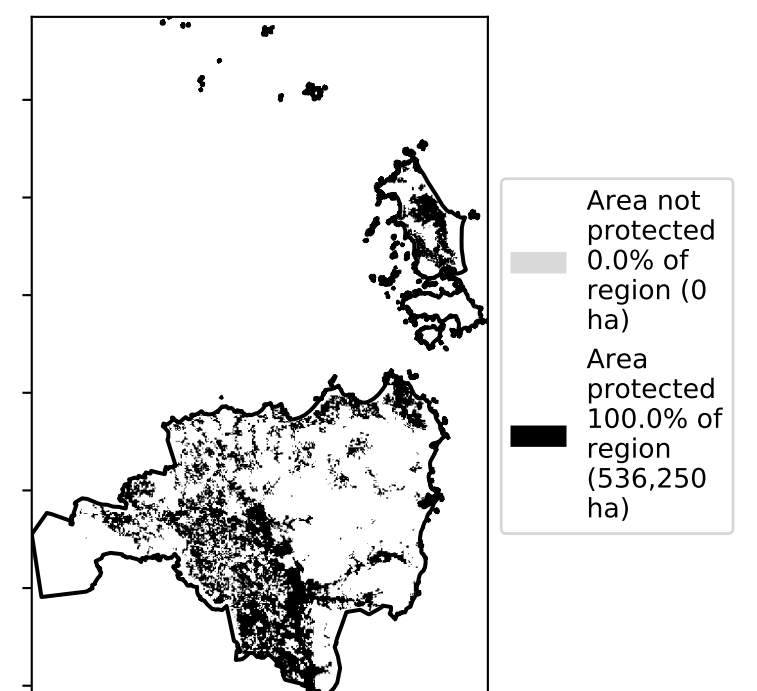 Area not
protected
0.0% of
region (0
ha)
Area
protected
100.0% of
region
(536,250
ha)